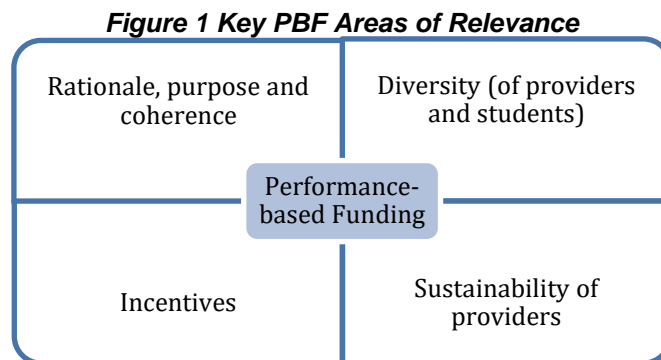 Figure 1 Key PBF Areas of Relevance
Rationale, purpose and
coherence
Diversity (of providers
and students)
Performance-
based Funding
Incentives
Sustainability of
providers